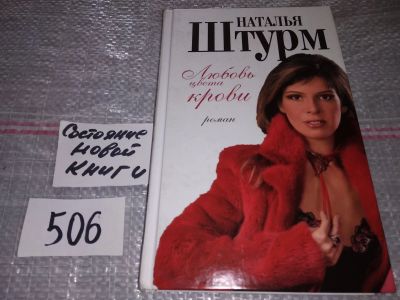 НАТАЛЬЯ
Штурм
Любовь
цвета
крови
роман
Состояние
новой
книги
506